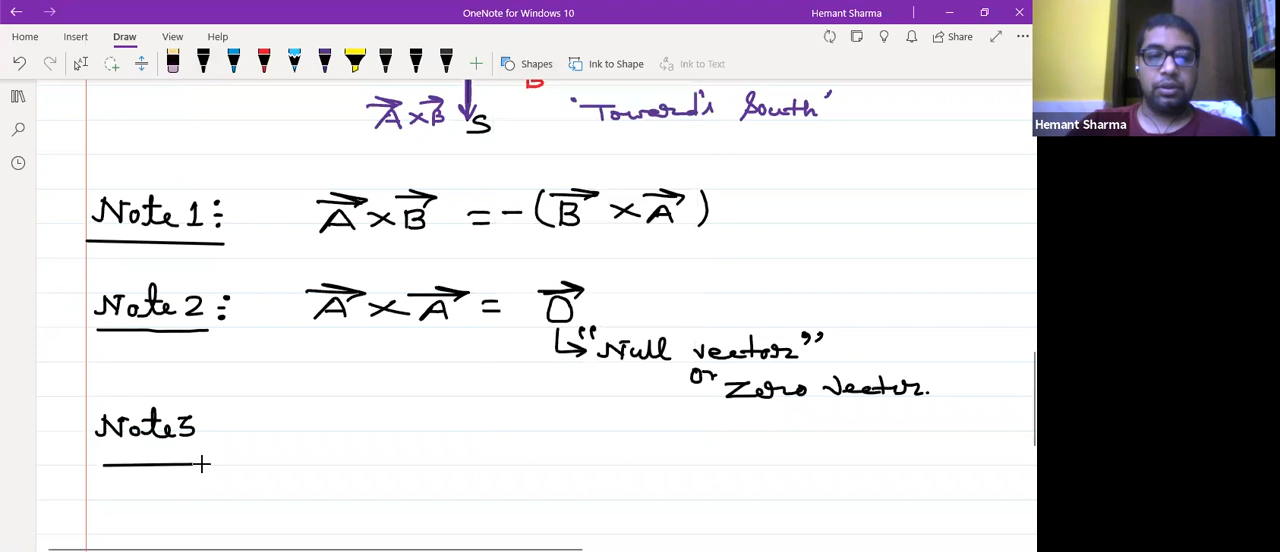 OneNote for Windows 10
Hemant Sharma
Home Insert Draw View Help
Shapes Ink to Shape Ink to Text Share
B
A×B S 'Toward's South'
Note 1: A × B = - (B × A)
Note 2: A × A = 0
"Null vector"
or Zero vector.
Note 3
Hemant Sharma